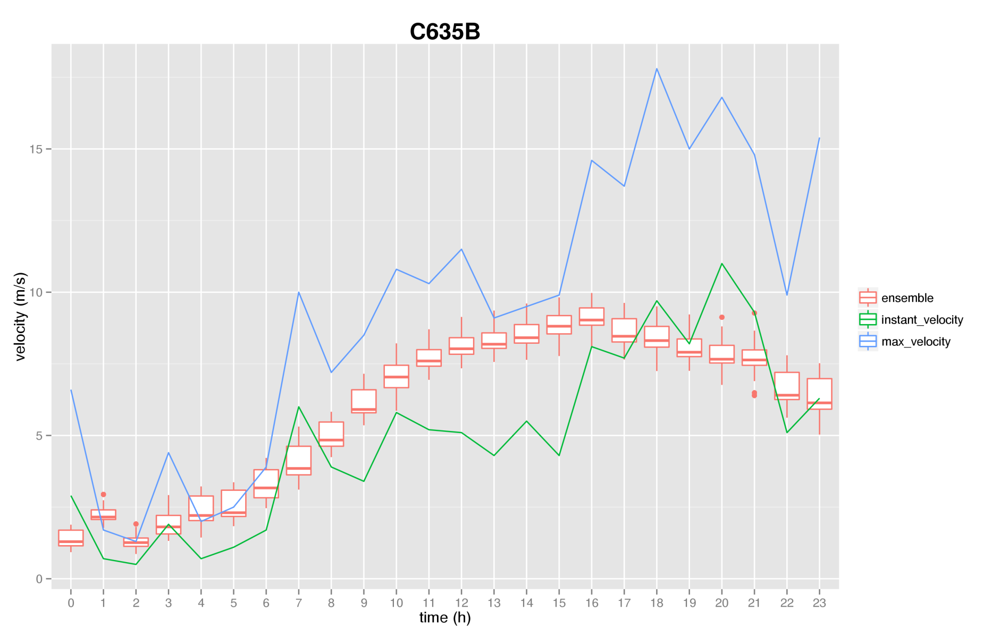 C635B
velocity (m/s)
15
10
5
0
0 1 2 3 4 5 6 7 8 9 10 11 12 13 14 15 16 17 18 19 20 21 22 23
time (h)
ensemble
instant_velocity
max_velocity